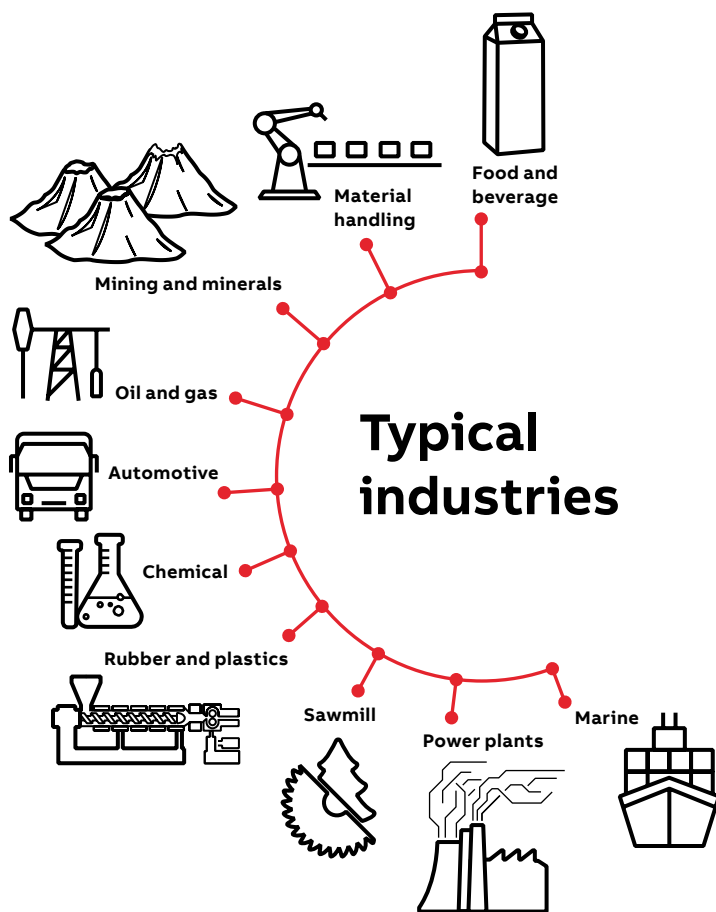 Food and
beverage
Material
handling
Mining and minerals
Oil and gas
Automotive
Typical
industries
Chemical
Rubber and plastics
Sawmill
Power plants
Marine